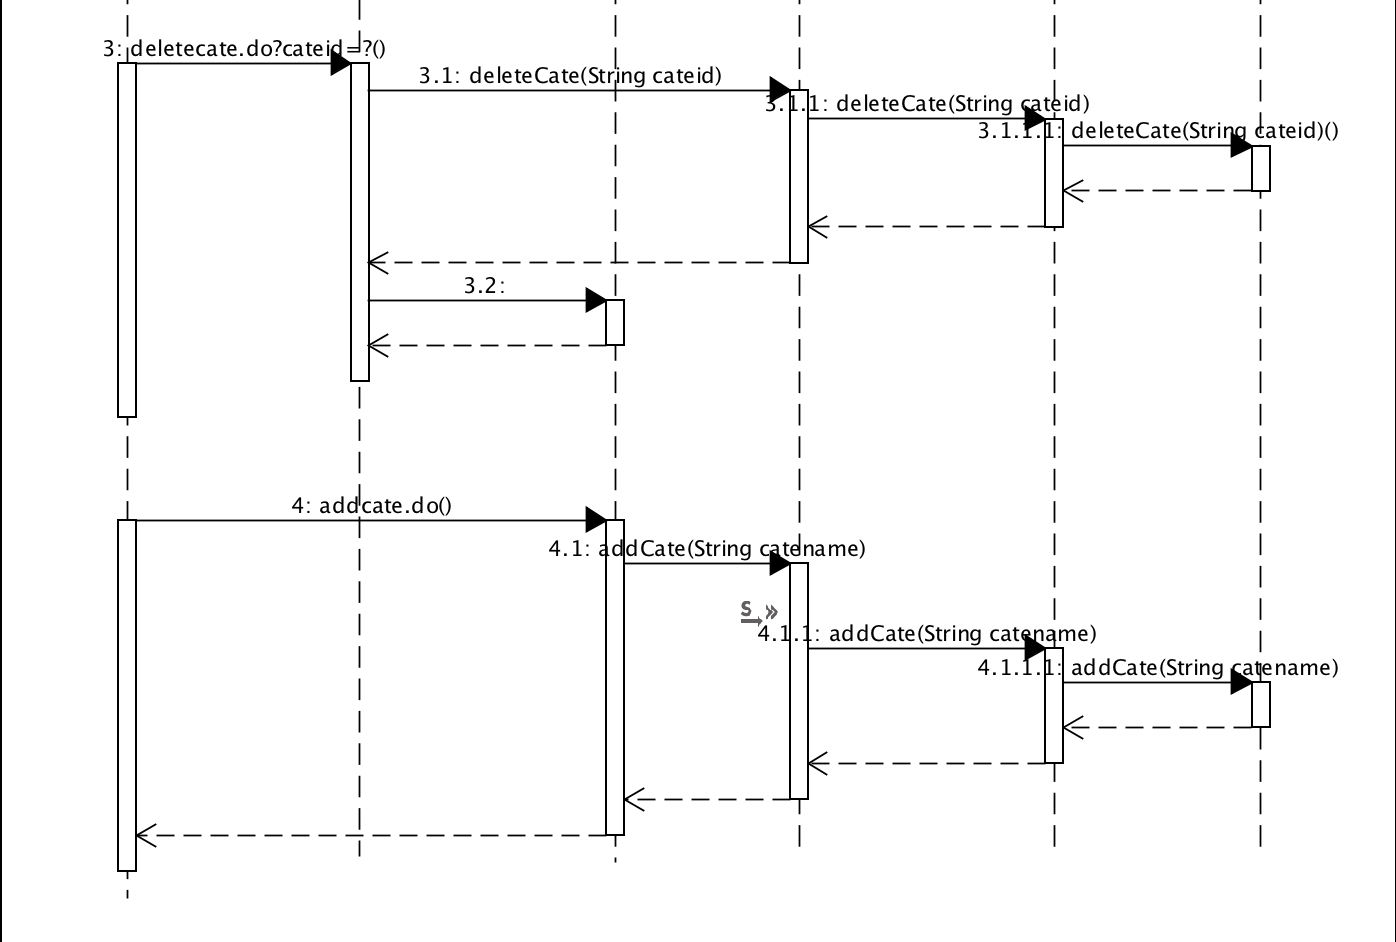 3: deletecate.do?cateid=?()
3.1: deleteCate(String cateid)
3.1.1: deleteCate(String cateid)
3.1.1.1: deleteCate(String cateid)()
3.2:
4: addcate.do()
4.1: addCate(String catename)
S »
4.1.1: addCate(String catename)
4.1.1.1: addCate(String catename)